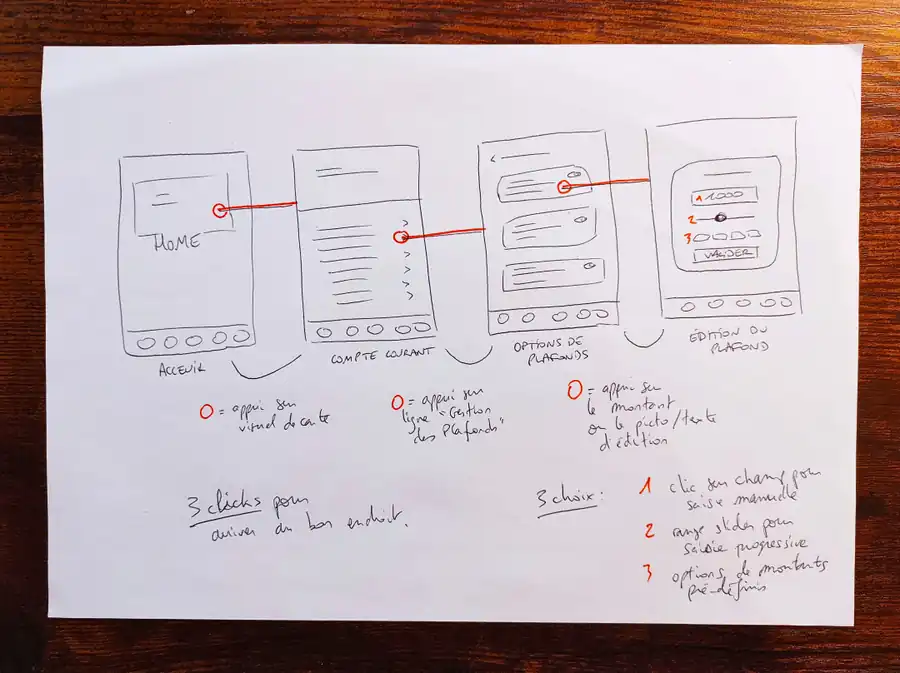 HOME
1 1000
2
3
VALIDER
ACCEUIL
COMPTE COURANT
OPTIONS DE
PLAFONDS
ÉDITION DU
PLAFOND
O = appui sur
visuel de carte
O = appui sur
ligne "Gestion
des Plafonds"
O = appui sur
le montant
ou le picto/texte
d'édition
3 clicks pour
arriver au bon endroit.
3 choix:
1 clic sur champ pour
saisie manuelle
2 range slider pour
saisie progressive
3 options de montants
pré-définis